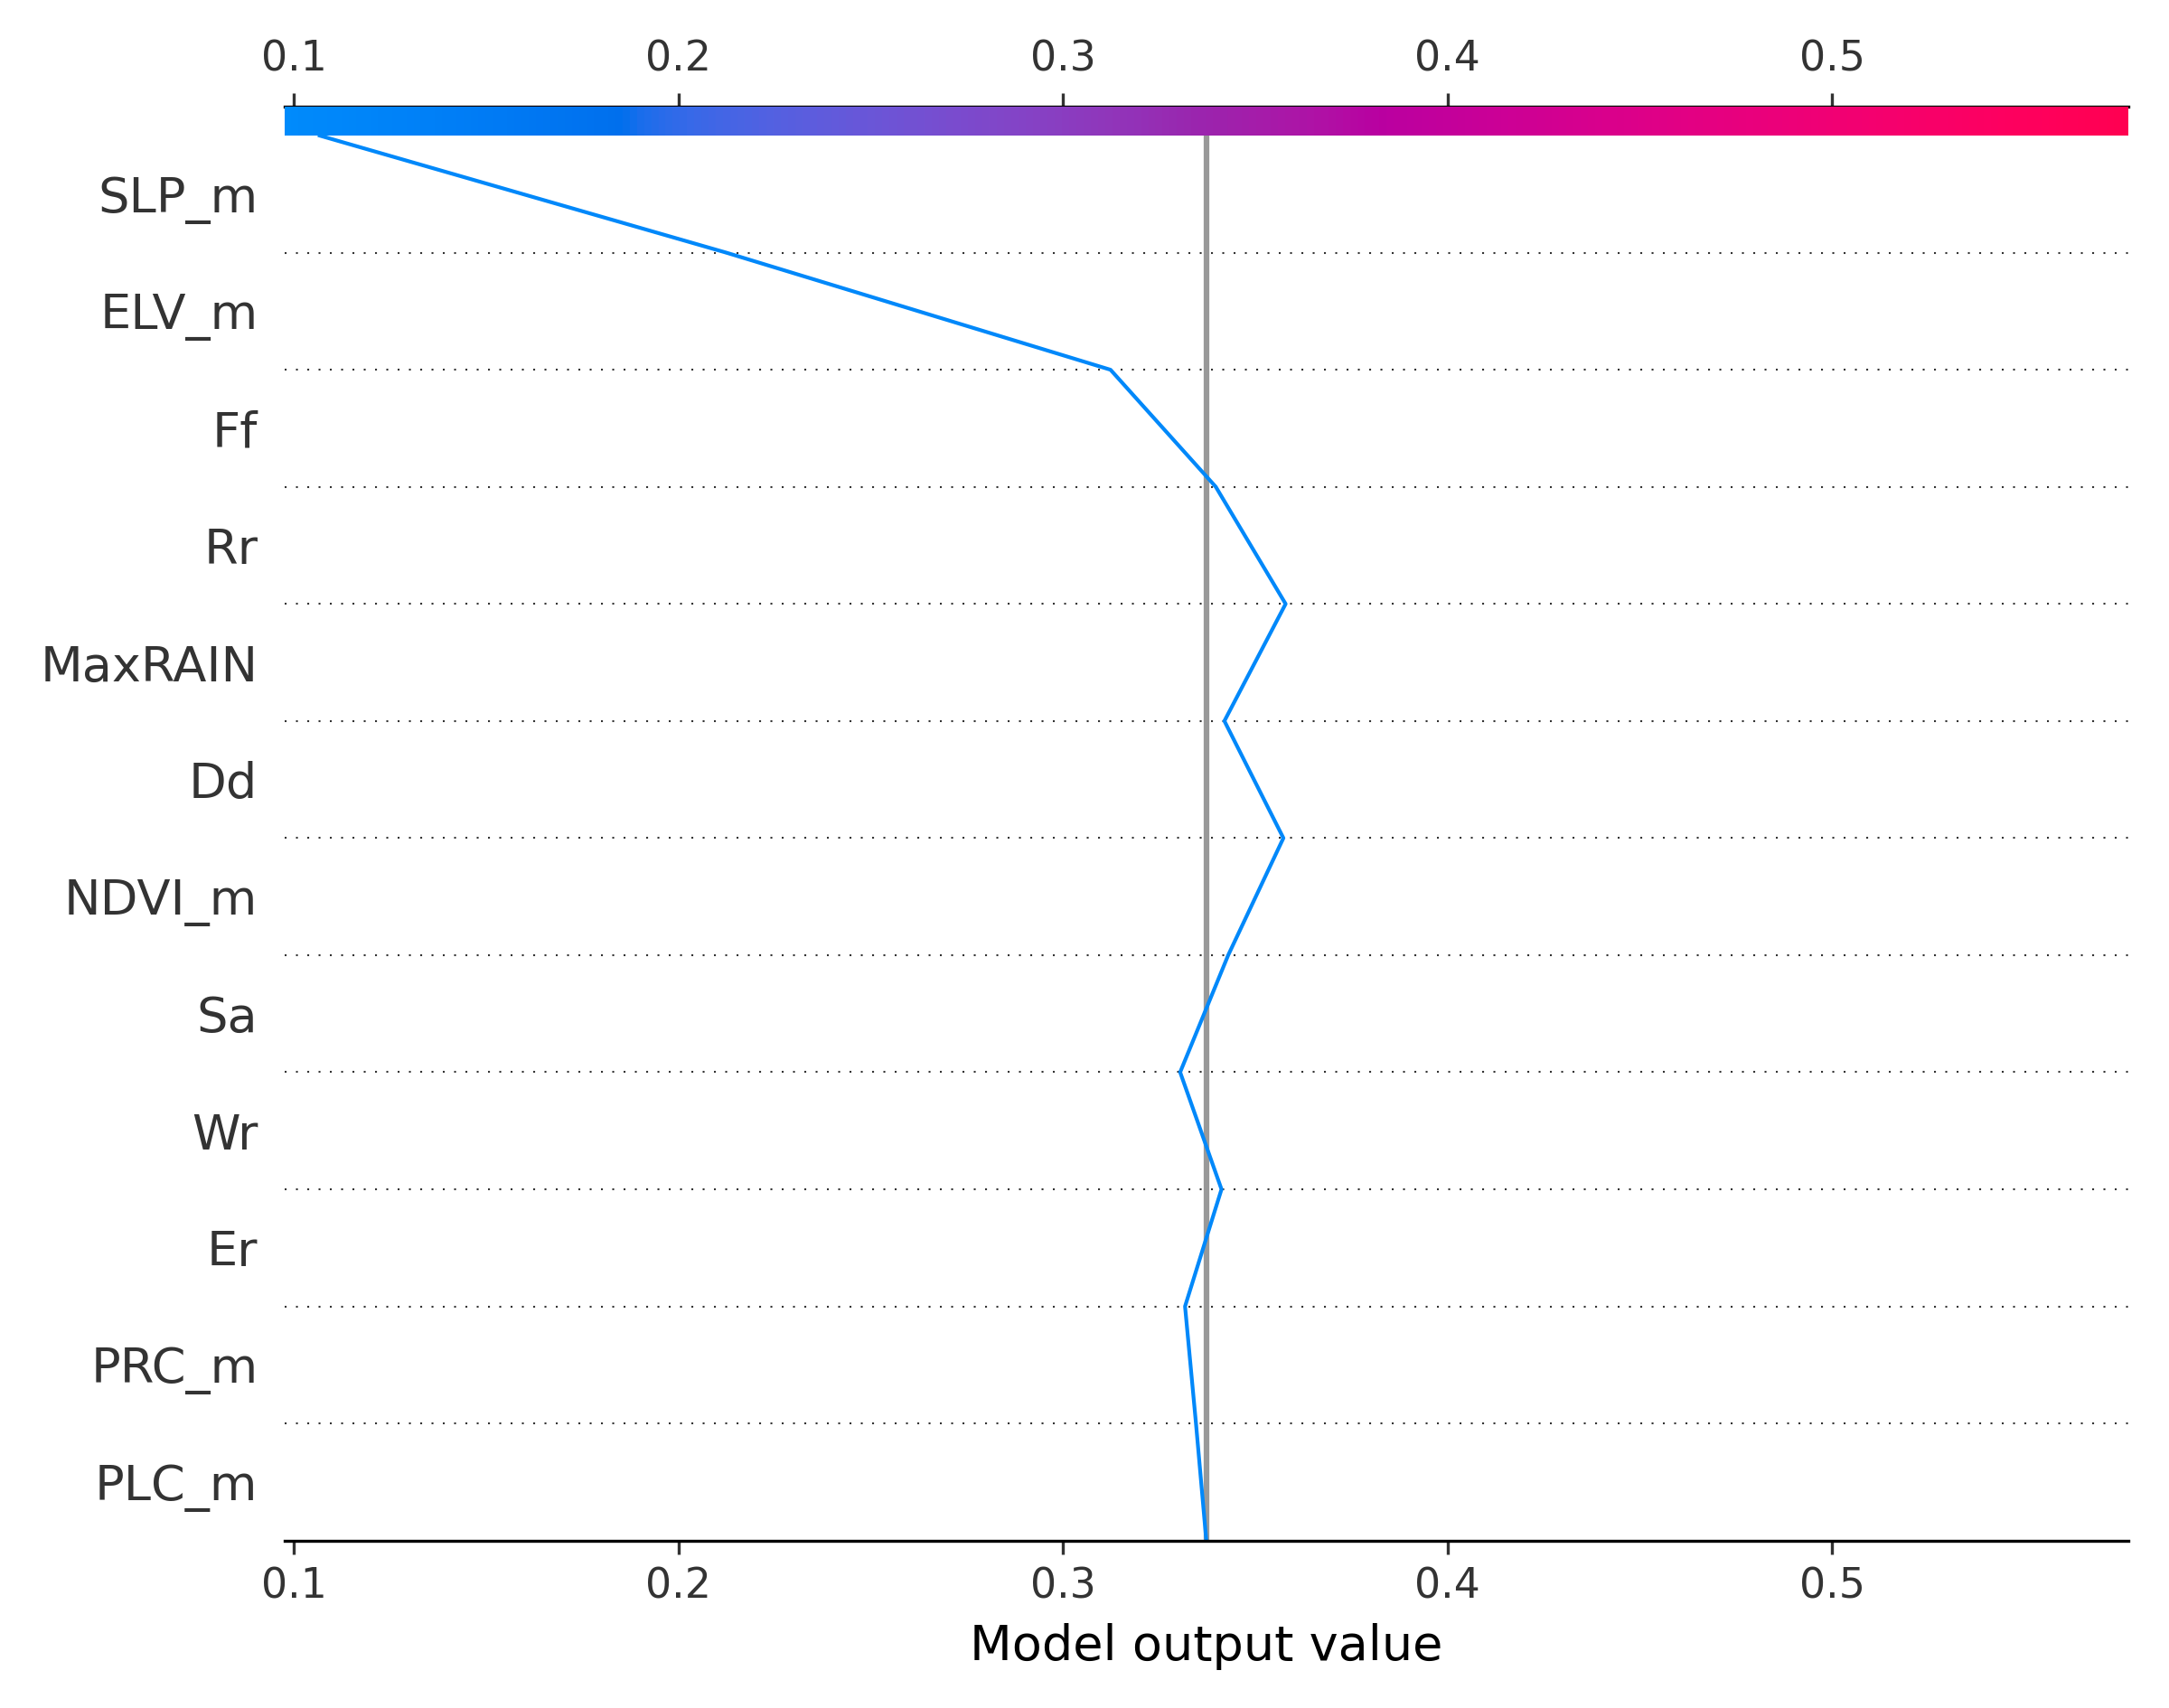 0.1 0.2 0.3 0.4 0.5
SLP_m
ELV_m
Ff
Rr
MaxRAIN
Dd
NDVI_m
Sa
Wr
Er
PRC_m
PLC_m
0.1 0.2 0.3 0.4 0.5
Model output value